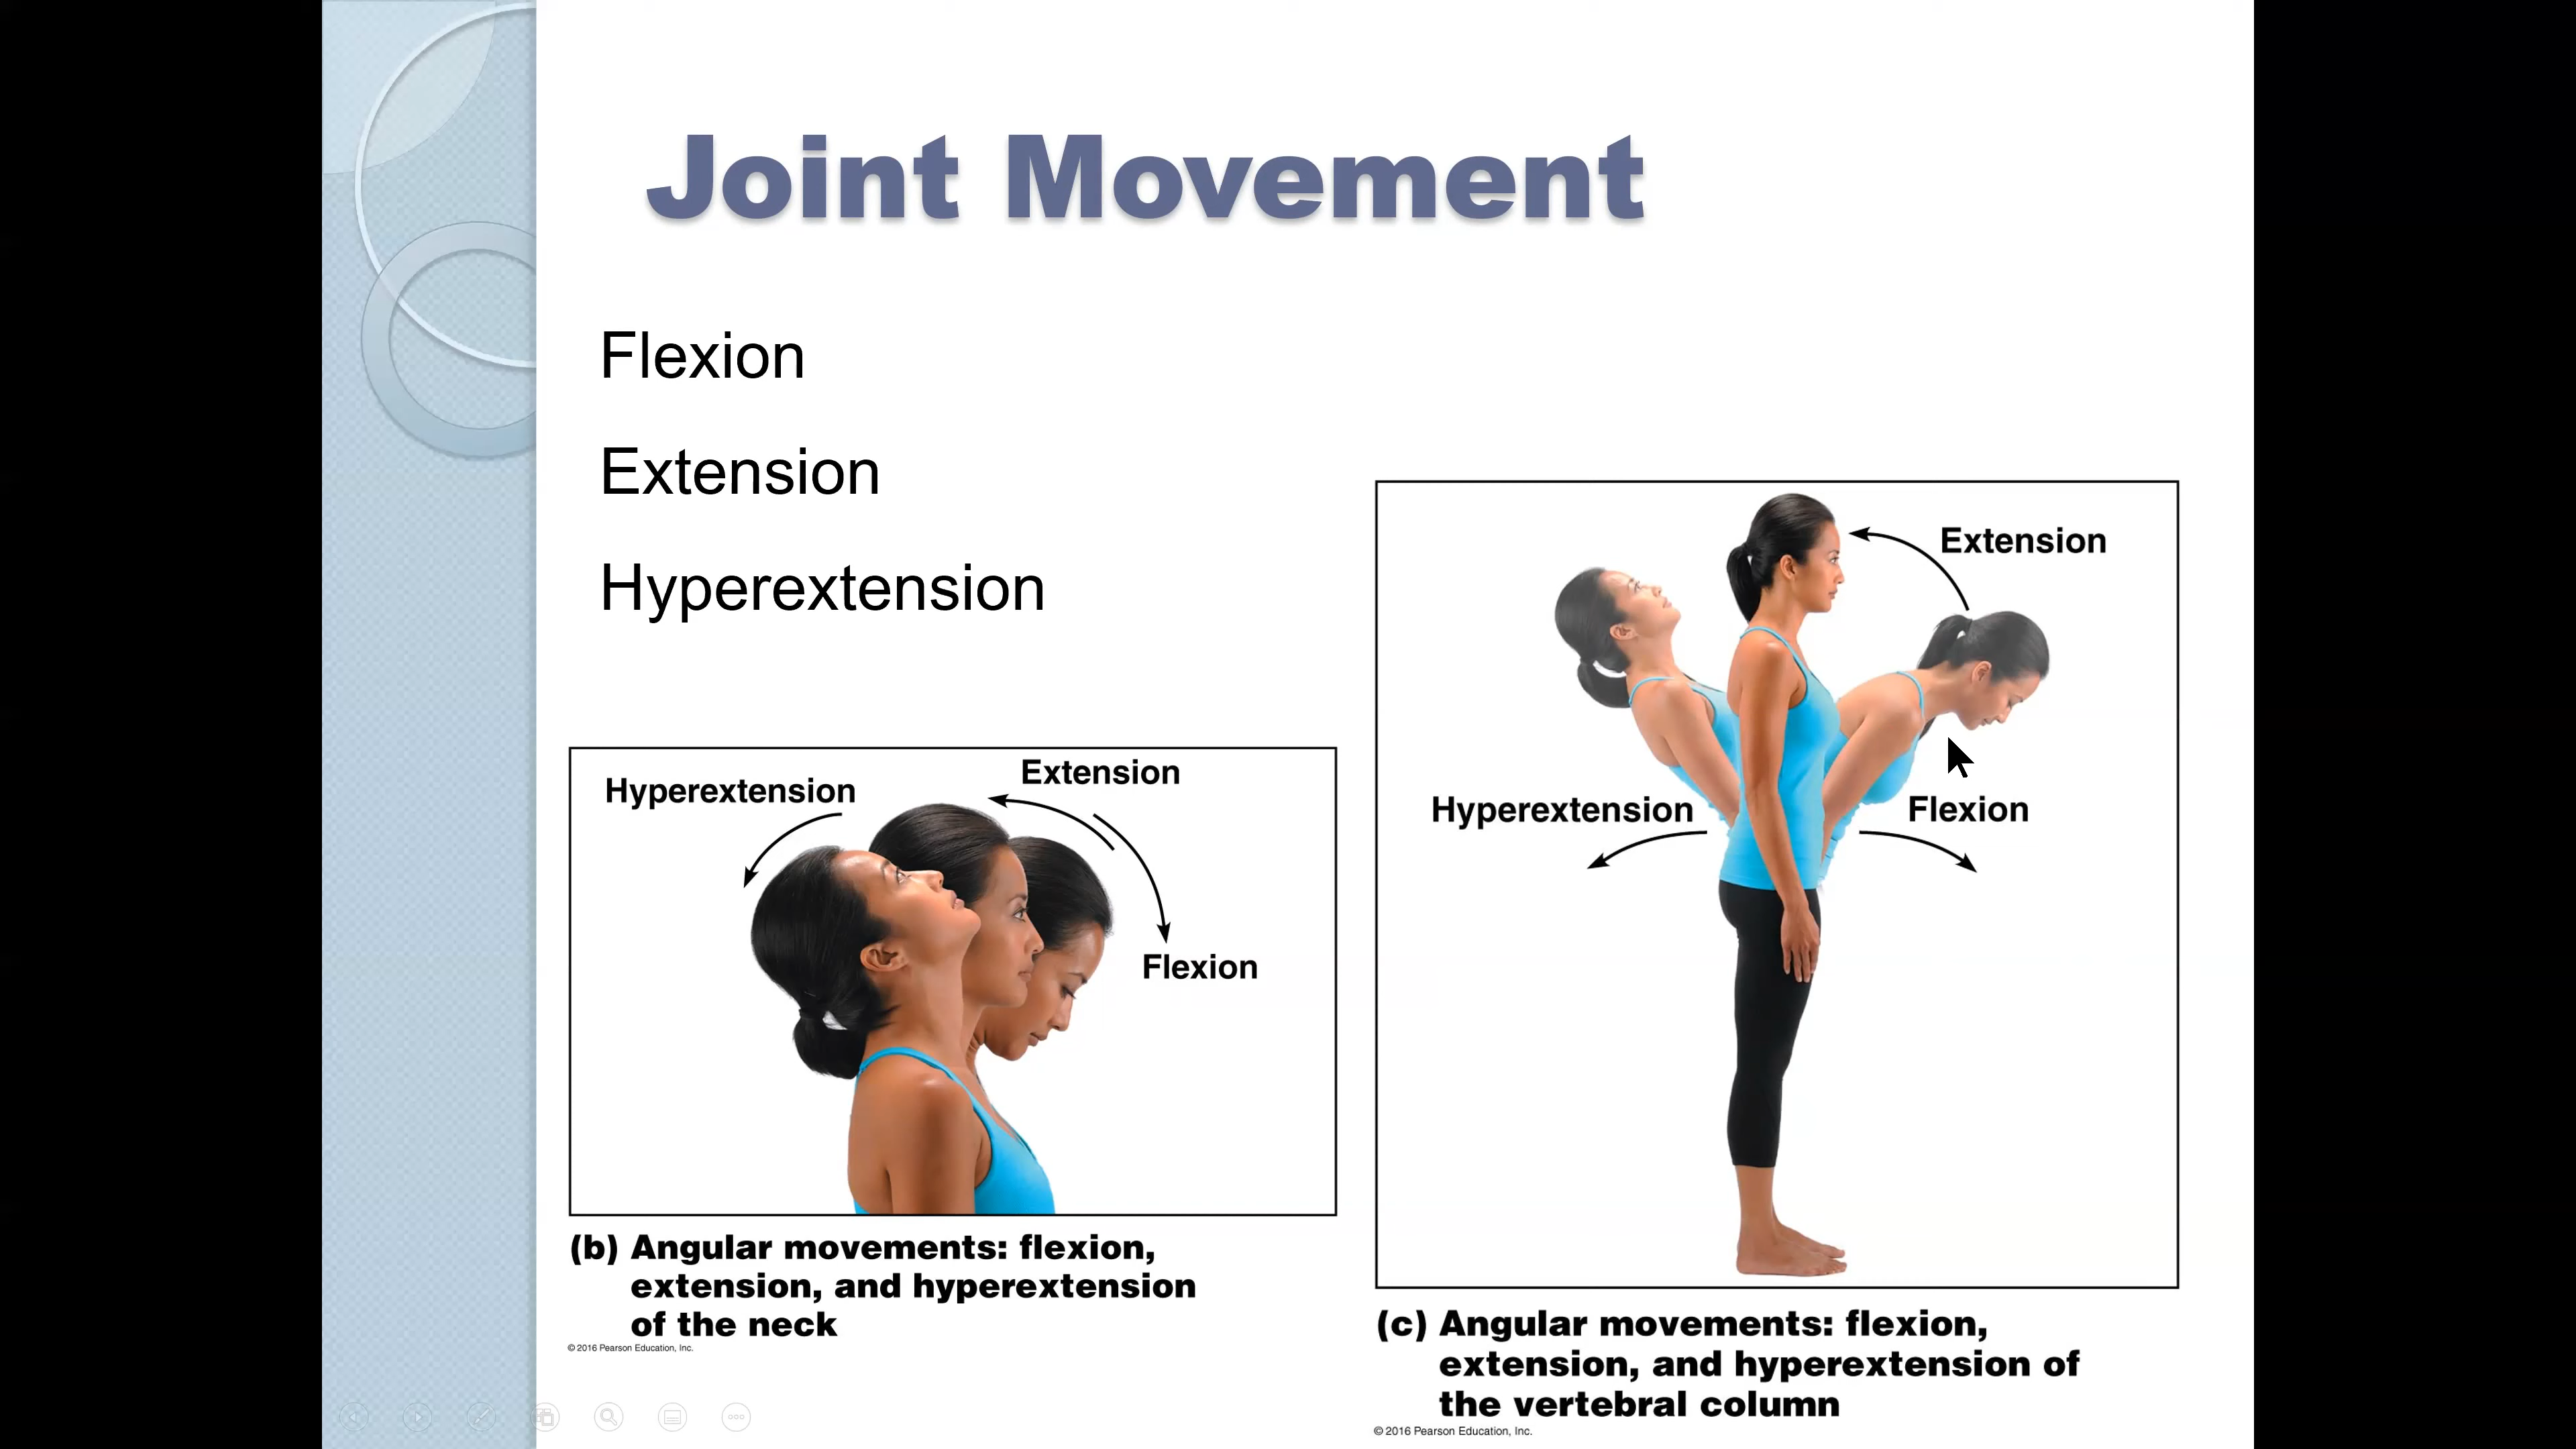 Joint Movement
Flexion
Extension
Hyperextension
Hyperextension
Extension
Flexion
(b) Angular movements: flexion,
extension, and hyperextension
of the neck
© 2016 Pearson Education, Inc.
Extension
Hyperextension
Flexion
(c) Angular movements: flexion,
extension, and hyperextension of
the vertebral column
© 2016 Pearson Education, Inc.